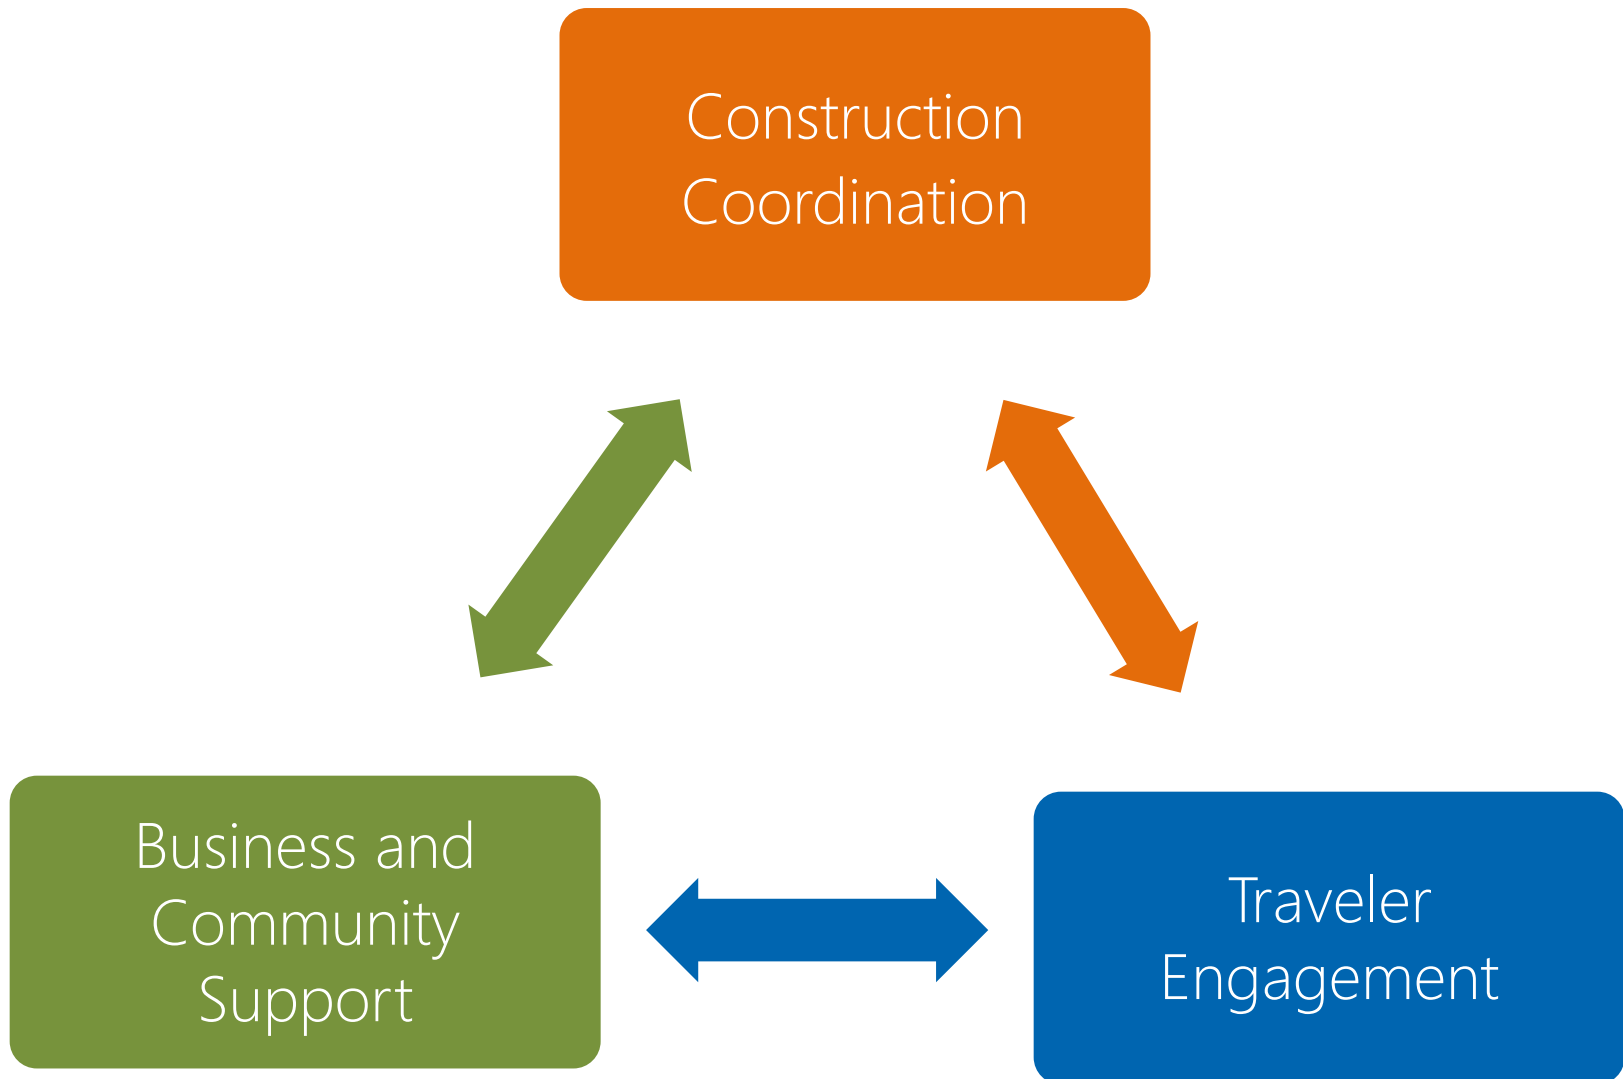 Construction
Coordination
Business and
Community
Support
Traveler
Engagement